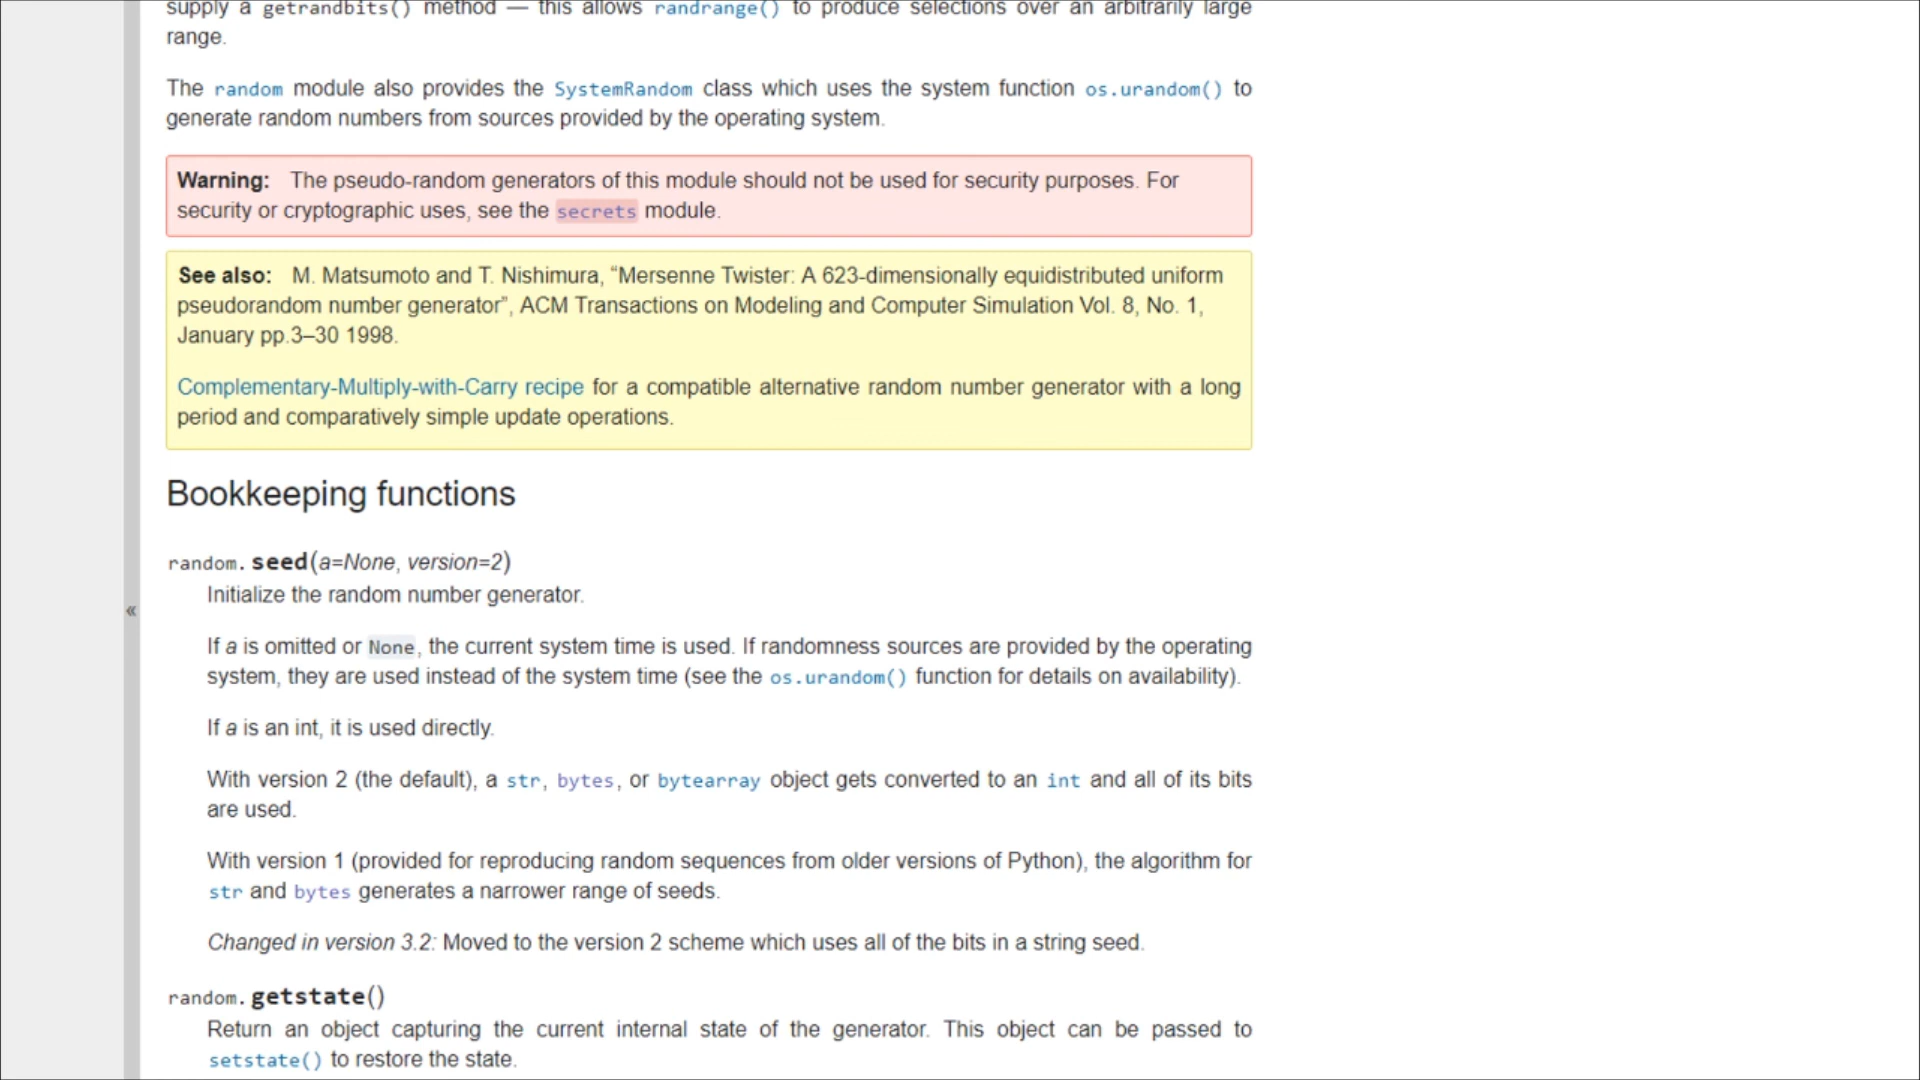 supply a getrandbits() method — this allows randrange() to produce selections over an arbitrarily large
range.
The random module also provides the SystemRandom class which uses the system function os.urandom() to
generate random numbers from sources provided by the operating system.
Warning: The pseudo-random generators of this module should not be used for security purposes. For
security or cryptographic uses, see the secrets module.
See also: M. Matsumoto and T. Nishimura, “Mersenne Twister: A 623-dimensionally equidistributed uniform
pseudorandom number generator”, ACM Transactions on Modeling and Computer Simulation Vol. 8, No. 1,
January pp.3–30 1998.
Complementary-Multiply-with-Carry recipe for a compatible alternative random number generator with a long
period and comparatively simple update operations.
Bookkeeping functions
random.seed(a=None, version=2)
Initialize the random number generator.
«
If a is omitted or None, the current system time is used. If randomness sources are provided by the operating
system, they are used instead of the system time (see the os.urandom() function for details on availability).
If a is an int, it is used directly.
With version 2 (the default), a str, bytes, or bytearray object gets converted to an int and all of its bits
are used.
With version 1 (provided for reproducing random sequences from older versions of Python), the algorithm for
str and bytes generates a narrower range of seeds.
Changed in version 3.2: Moved to the version 2 scheme which uses all of the bits in a string seed.
random.getstate()
Return an object capturing the current internal state of the generator. This object can be passed to
setstate() to restore the state.